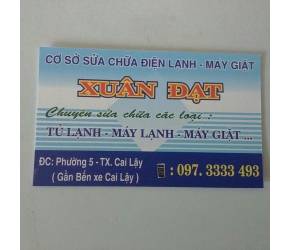 CƠ SỞ SỬA CHỮA ĐIỆN LẠNH - MÁY GIẶT
XUÂN ĐẠT
Chuyên sửa chữa các loại :
TỦ LẠNH - MÁY LẠNH - MÁY GIẶT ...
ĐC: Phường 5 - TX. Cai Lậy
( Gần Bến xe Cai Lậy )
: 097. 3333 493